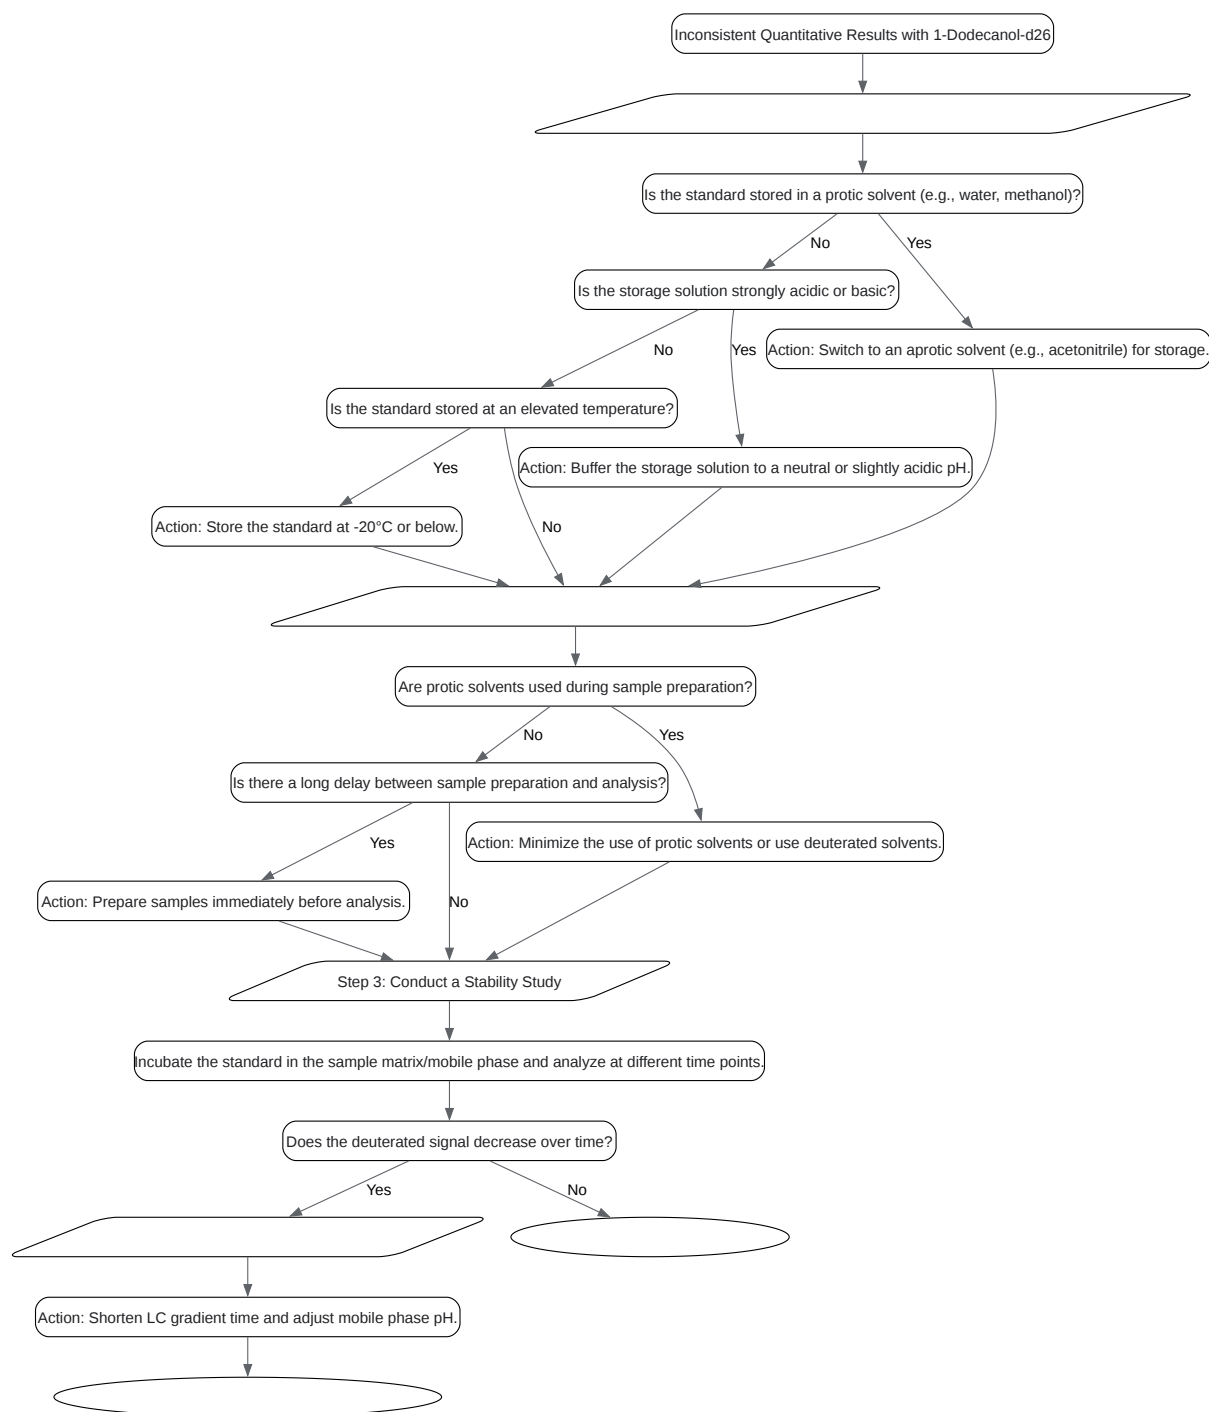 Inconsistent Quantitative Results with 1-Dodecanol-d26
Is the standard stored in a protic solvent (e.g., water, methanol)?
No
Yes
Is the storage solution strongly acidic or basic?
No
Yes
Action: Switch to an aprotic solvent (e.g., acetonitrile) for storage.
Is the standard stored at an elevated temperature?
Yes
Action: Buffer the storage solution to a neutral or slightly acidic pH.
Action: Store the standard at -20°C or below.
No
Are protic solvents used during sample preparation?
No
Yes
Is there a long delay between sample preparation and analysis?
Yes
Action: Minimize the use of protic solvents or use deuterated solvents.
Action: Prepare samples immediately before analysis.
No
Step 3: Conduct a Stability Study
Incubate the standard in the sample matrix/mobile phase and analyze at different time points.
Does the deuterated signal decrease over time?
Yes
No
Action: Shorten LC gradient time and adjust mobile phase pH.